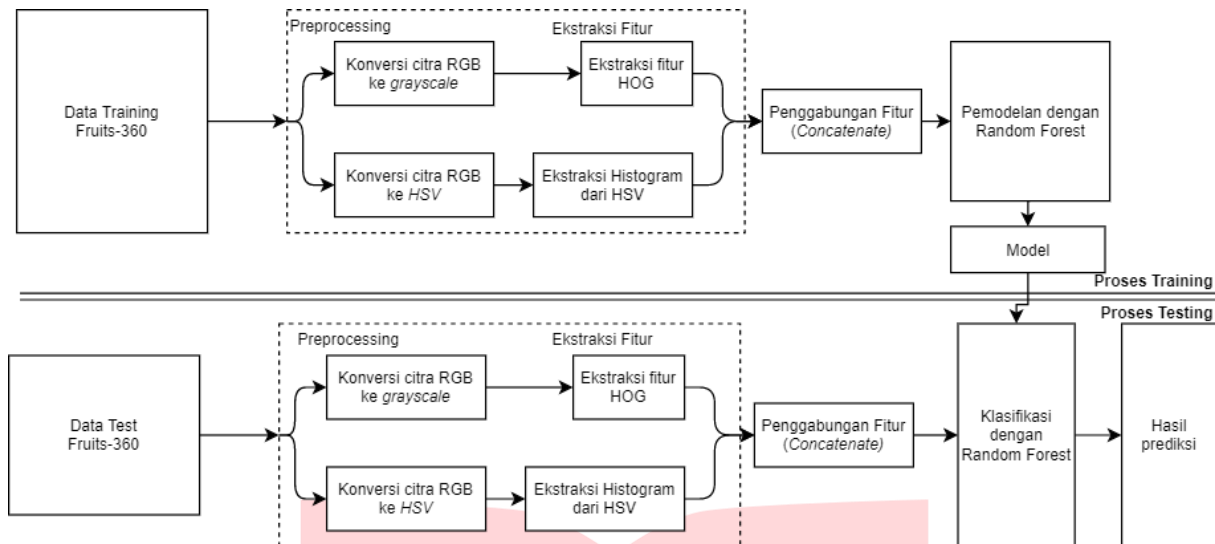 Preprocessing
Ekstraksi Fitur
Data Training
Fruits-360
Konversi citra RGB
ke grayscale
Ekstraksi fitur
HOG
Konversi citra RGB
ke HSV
Ekstraksi Histogram
dari HSV
Penggabungan Fitur
(Concatenate)
Pemodelan dengan
Random Forest
Model
Proses Training
Proses Testing
Preprocessing
Ekstraksi Fitur
Data Test
Fruits-360
Konversi citra RGB
ke grayscale
Ekstraksi fitur
HOG
Konversi citra RGB
ke HSV
Ekstraksi Histogram
dari HSV
Penggabungan Fitur
(Concatenate)
Klasifikasi
dengan
Random Forest
Hasil
prediksi